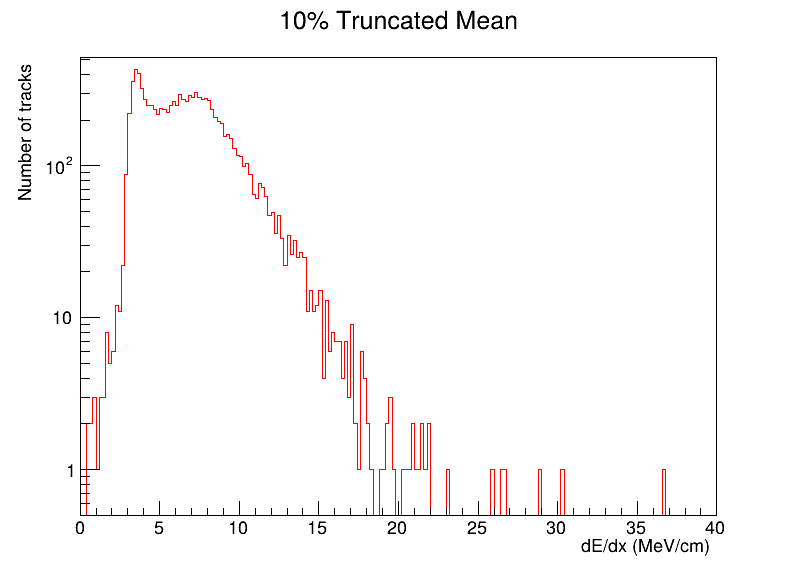 10% Truncated Mean
Number of tracks
10²
10
1
0 5 10 15 20 25 30 35 40
dE/dx (MeV/cm)